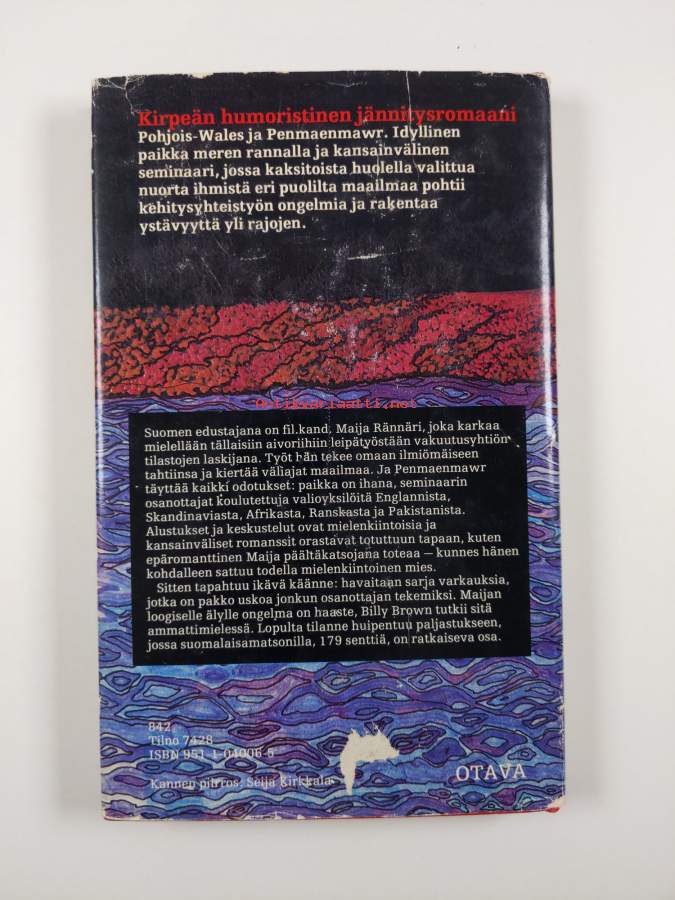 Kirpeän humoristinen jännitysromaani
Pohjois-Wales ja Penmaenmawr. Idyllinen
paikka meren rannalla ja kansainvälinen
seminaari, jossa kaksitoista huolella valittua
nuorta ihmistä eri puolilta maailmaa pohtii
kehitysyhteistyön ongelmia ja rakentaa
ystävyyttä yli rajojen.
antikvariaatti.net
Suomen edustajana on fil.kand. Maija Rännäri, joka karkaa
mielellään tällaisiin aivoriihiin leipätyöstään vakuutusyhtiön
tilastojen laskijana. Työt hän tekee omaan ilmiömäiseen
tahtiinsa ja kiertää väliajat maailmaa. Ja Penmaenmawr
täyttää kaikki odotukset: paikka on ihana, seminaarin
osanottajat koulutettuja valioyksilöitä Englannista,
Skandinaviasta, Afrikasta, Ranskasta ja Pakistanista.
Alustukset ja keskustelut ovat mielenkiintoisia ja
kansainväliset romanssit orastavat totuttuun tapaan, kuten
epäromanttinen Maija päältäkatsojana toteaa — kunnes hänen
kohdalleen sattuu todella mielenkiintoinen mies.
Sitten tapahtuu ikävä käänne: havaitaan sarja varkauksia,
jotka on pakko uskoa jonkun osanottajan tekemiksi. Maijan
loogiselle älylle ongelma on haaste, Billy Brown tutkii sitä
ammattimielessä. Lopulta tilanne huipentuu paljastukseen,
jossa suomalaisamatsonilla, 179 senttiä, on ratkaiseva osa.
842
Tilno 7428
ISBN 951-1-04006-5
Kannen piirros: Seija Kirkkala
OTAVA